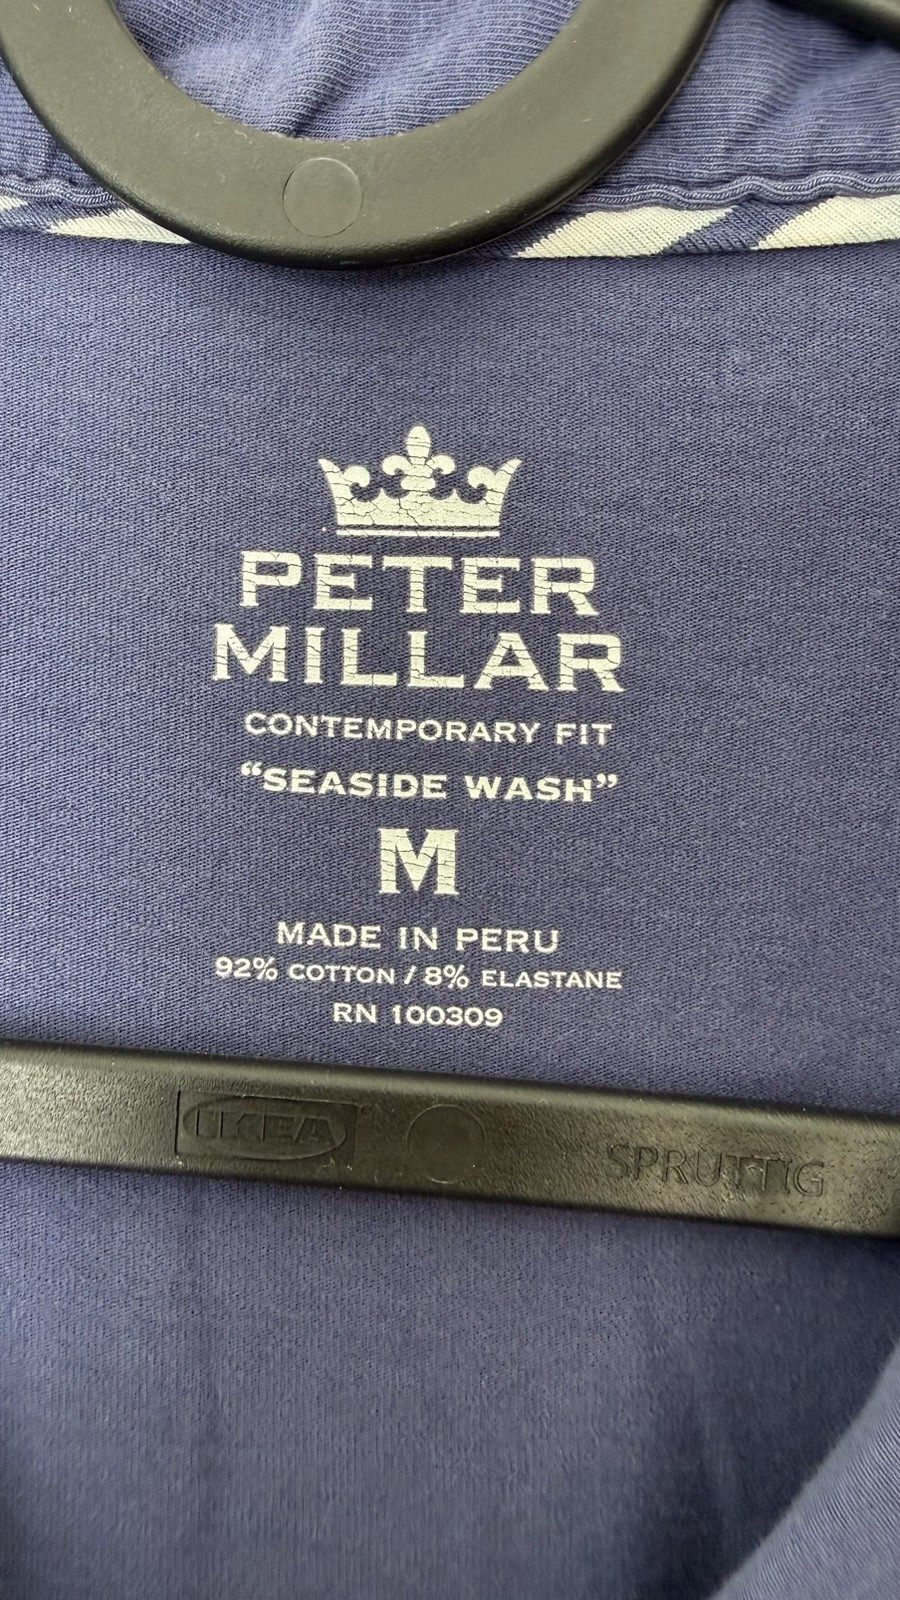 PETER
MILLAR
CONTEMPORARY FIT
“SEASIDE WASH”
M
MADE IN PERU
92% COTTON / 8% ELASTANE
RN 100309
IKEA
SPRUTTIG